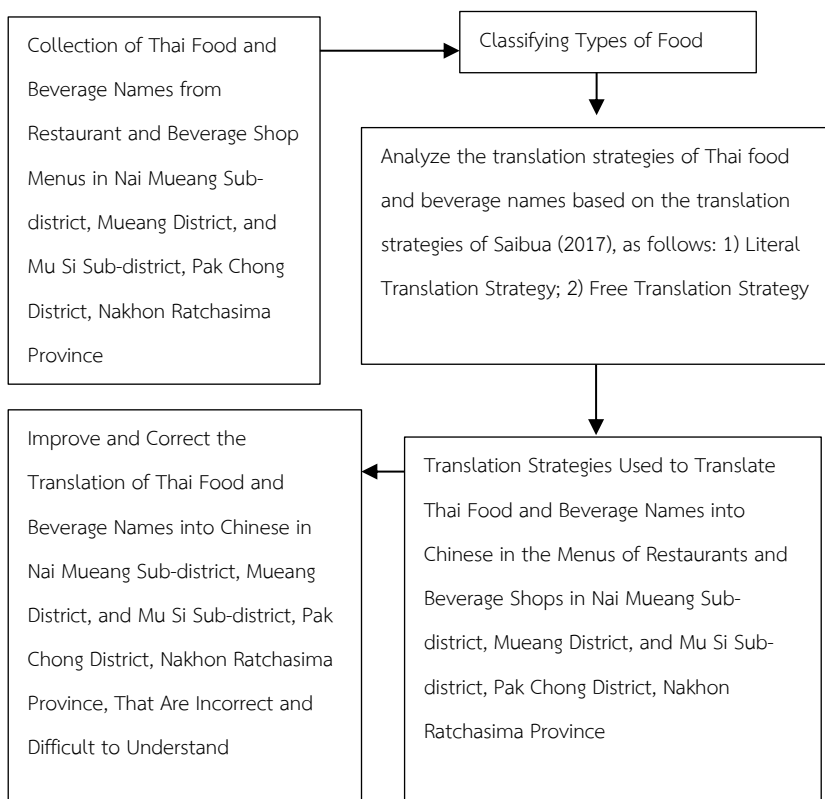 Collection of Thai Food and
Beverage Names from
Restaurant and Beverage Shop
Menus in Nai Mueang Sub-
district, Mueang District, and
Mu Si Sub-district, Pak Chong
District, Nakhon Ratchasima
Province
Classifying Types of Food
Analyze the translation strategies of Thai food
and beverage names based on the translation
strategies of Saibua (2017), as follows: 1) Literal
Translation Strategy; 2) Free Translation Strategy
Translation Strategies Used to Translate
Thai Food and Beverage Names into
Chinese in the Menus of Restaurants and
Beverage Shops in Nai Mueang Sub-
district, Mueang District, and Mu Si Sub-
district, Pak Chong District, Nakhon
Ratchasima Province
Improve and Correct the
Translation of Thai Food and
Beverage Names into Chinese in
Nai Mueang Sub-district, Mueang
District, and Mu Si Sub-district, Pak
Chong District, Nakhon Ratchasima
Province, That Are Incorrect and
Difficult to Understand